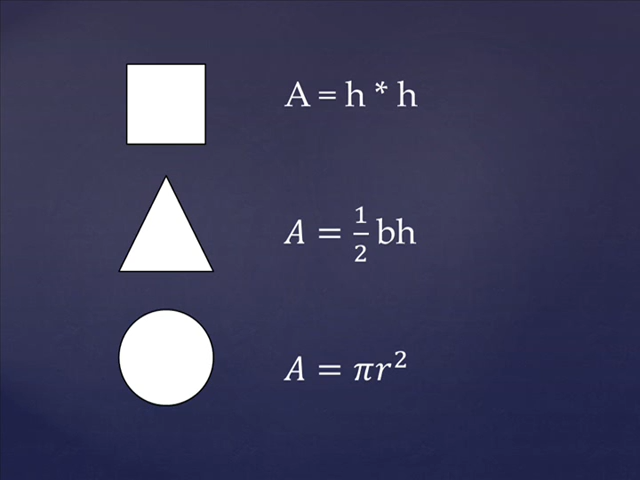 A = h * h
A = 1/2 bh
A = πr²